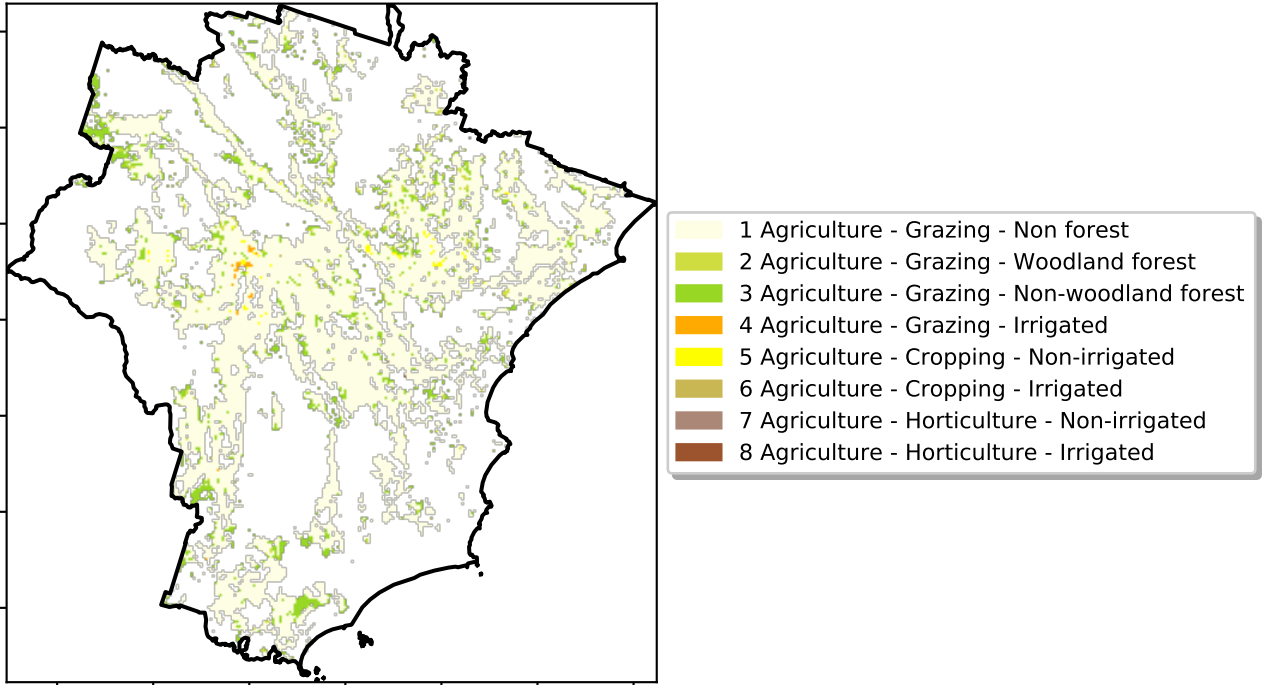 1 Agriculture - Grazing - Non forest
2 Agriculture - Grazing - Woodland forest
3 Agriculture - Grazing - Non-woodland forest
4 Agriculture - Grazing - Irrigated
5 Agriculture - Cropping - Non-irrigated
6 Agriculture - Cropping - Irrigated
7 Agriculture - Horticulture - Non-irrigated
8 Agriculture - Horticulture - Irrigated